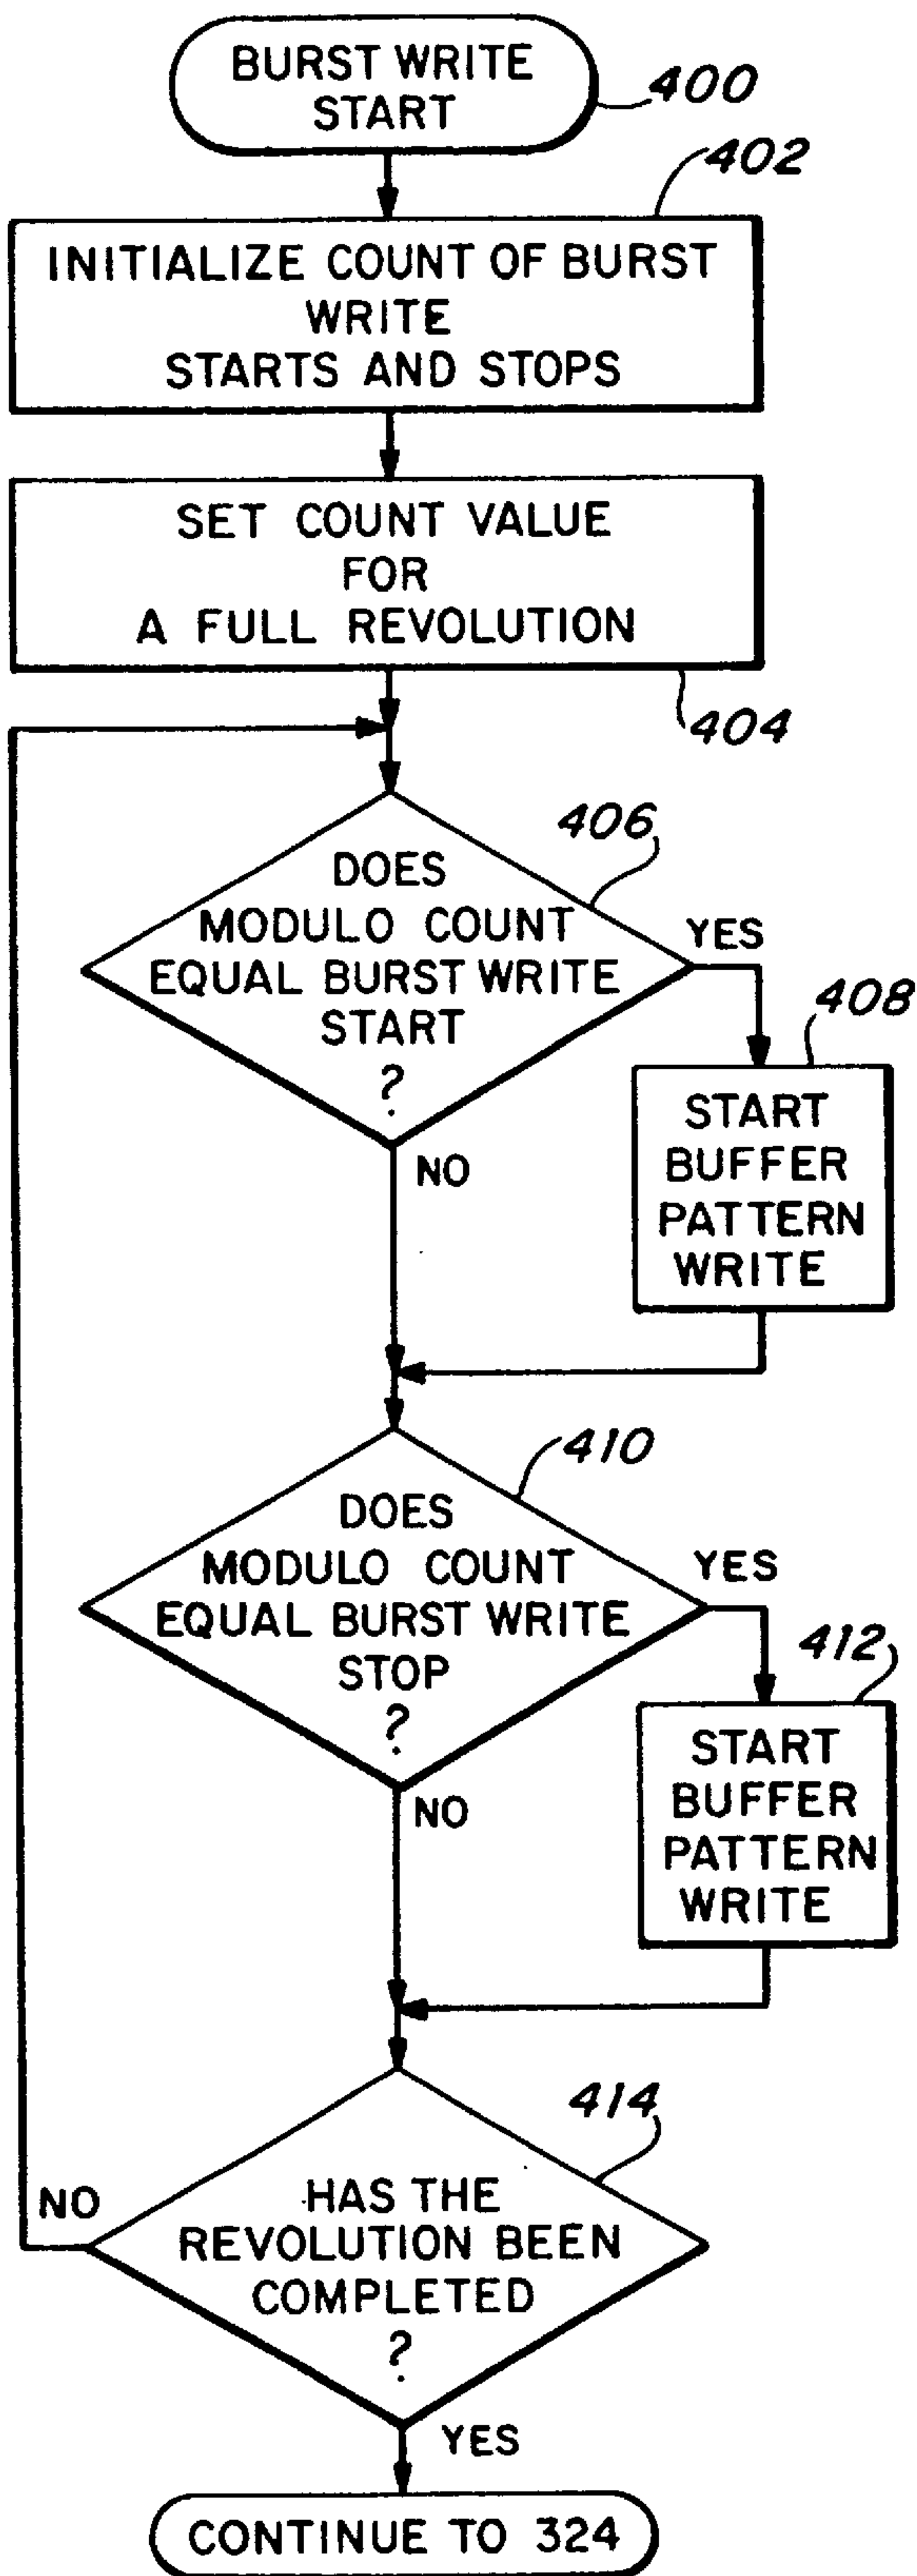 BURST WRITE
START
400
402
INITIALIZE COUNT OF BURST
WRITE
STARTS AND STOPS
SET COUNT VALUE
FOR
A FULL REVOLUTION
404
406
DOES
MODULO COUNT
EQUAL BURST WRITE
START
?
YES
NO
408
START
BUFFER
PATTERN
WRITE
410
DOES
MODULO COUNT
EQUAL BURST WRITE
STOP
?
YES
NO
412
START
BUFFER
PATTERN
WRITE
414
HAS THE
REVOLUTION BEEN
COMPLETED
?
NO
YES
CONTINUE TO 324